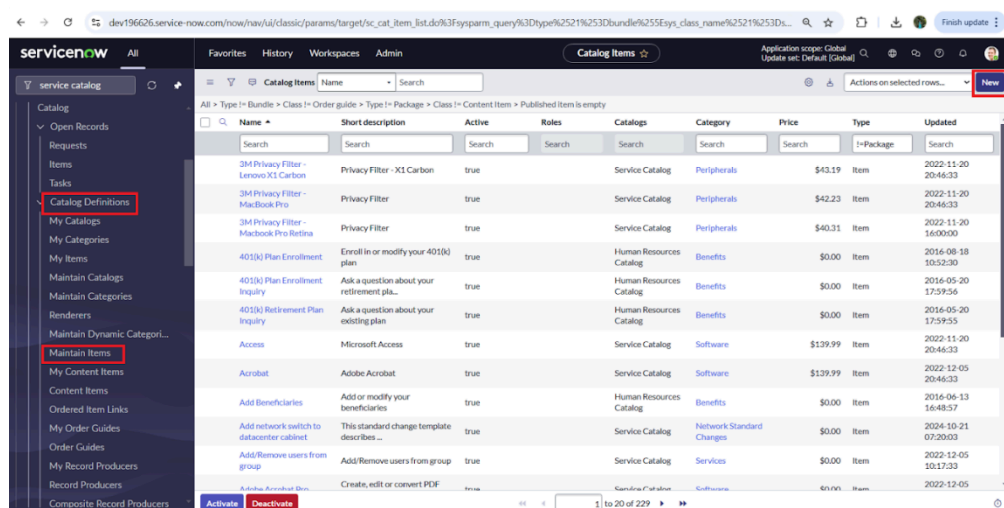 dev196626.service-now.com/now/nav/ui/classic/params/target/sc_cat_item_list.do%3Fsysparm_query%3Dtype%2521%253Dbundle%255Esys_class_name%2521%253Ds...
Finish update
servicenow
All
Favorites History Workspaces Admin
Catalog Items
Application scope: Global
Update set: Default [Global]
service catalog
Catalog Items Name Search
Actions on selected rows...
New
All > Type != Bundle > Class != Order guide > Type != Package > Class != Content Item > Published item is empty
Catalog
Open Records
Requests
Items
Tasks
Catalog Definitions
My Catalogs
My Categories
My Items
Maintain Catalogs
Maintain Categories
Renderers
Maintain Dynamic Categori...
Maintain Items
My Content Items
Content Items
Ordered Item Links
My Order Guides
Order Guides
My Record Producers
Record Producers
Composite Record Producers
Name Short description Active Roles Catalogs Category Price Type Updated
Search Search Search Search Search Search Search !=Package Search
3M Privacy Filter - Lenovo X1 Carbon Privacy Filter - X1 Carbon true Service Catalog Peripherals $43.19 Item 2022-11-20 20:46:33
3M Privacy Filter - MacBook Pro Privacy Filter true Service Catalog Peripherals $42.23 Item 2022-11-20 20:46:33
3M Privacy Filter - Macbook Pro Retina Privacy Filter true Service Catalog Peripherals $40.31 Item 2022-11-20 16:00:00
401(k) Plan Enrollment Enroll in or modify your 401(k) plan true Human Resources Catalog Benefits $0.00 Item 2016-08-18 10:52:30
401(k) Plan Enrollment Inquiry Ask a question about your retirement pla... true Human Resources Catalog Benefits $0.00 Item 2016-05-20 17:59:56
401(k) Retirement Plan Inquiry Ask a question about your existing plan true Human Resources Catalog Benefits $0.00 Item 2016-05-20 17:59:55
Access Microsoft Access true Service Catalog Software $139.99 Item 2022-11-20 20:46:33
Acrobat Adobe Acrobat true Service Catalog Software $139.99 Item 2022-12-05 20:46:33
Add Beneficiaries Add or modify your beneficiaries true Human Resources Catalog Benefits $0.00 Item 2016-06-13 16:48:57
Add network switch to datacenter cabinet This standard change template describes ... true Service Catalog Network Standard Changes $0.00 Item 2024-10-21 07:20:03
Add/Remove users from group Add/Remove users from group true Service Catalog Services $0.00 Item 2022-12-05 10:17:33
Adobe Acrobat Pro Create, edit or convert PDF true Service Catalog Software $0.00 Item 2022-12-05
Activate Deactivate
1 to 20 of 229